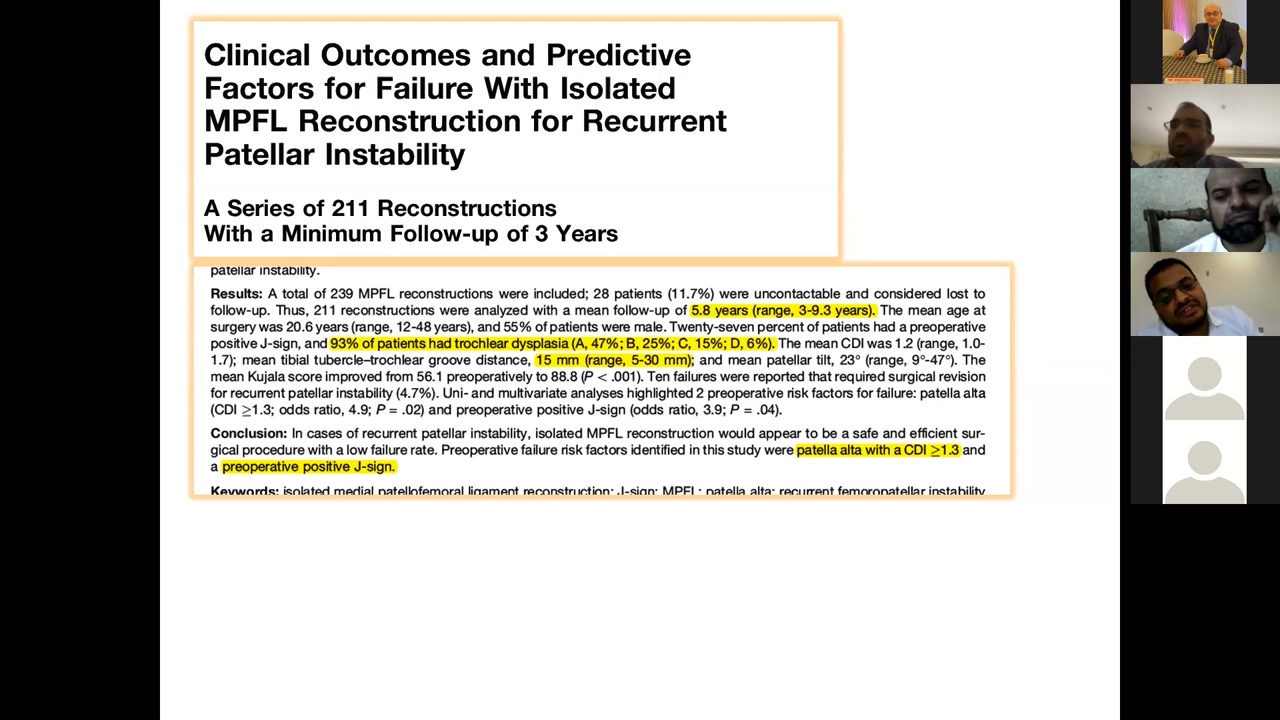 Clinical Outcomes and Predictive
Factors for Failure With Isolated
MPFL Reconstruction for Recurrent
Patellar Instability
A Series of 211 Reconstructions
With a Minimum Follow-up of 3 Years
patellar instability.
Results: A total of 239 MPFL reconstructions were included; 28 patients (11.7%) were uncontactable and considered lost to
follow-up. Thus, 211 reconstructions were analyzed with a mean follow-up of 5.8 years (range, 3-9.3 years). The mean age at
surgery was 20.6 years (range, 12-48 years), and 55% of patients were male. Twenty-seven percent of patients had a preoperative
positive J-sign, and 93% of patients had trochlear dysplasia (A, 47%; B, 25%; C, 15%; D, 6%). The mean CDI was 1.2 (range, 1.0-
1.7); mean tibial tubercle–trochlear groove distance, 15 mm (range, 5-30 mm); and mean patellar tilt, 23° (range, 9°-47°). The
mean Kujala score improved from 56.1 preoperatively to 88.8 (P < .001). Ten failures were reported that required surgical revision
for recurrent patellar instability (4.7%). Uni- and multivariate analyses highlighted 2 preoperative risk factors for failure: patella alta
(CDI ≥1.3; odds ratio, 4.9; P = .02) and preoperative positive J-sign (odds ratio, 3.9; P = .04).
Conclusion: In cases of recurrent patellar instability, isolated MPFL reconstruction would appear to be a safe and efficient sur-
gical procedure with a low failure rate. Preoperative failure risk factors identified in this study were patella alta with a CDI ≥1.3 and
a preoperative positive J-sign.
Keywords: isolated medial patellofemoral ligament reconstruction; J-sign; MPFL; patella alta; recurrent femoropatellar instability